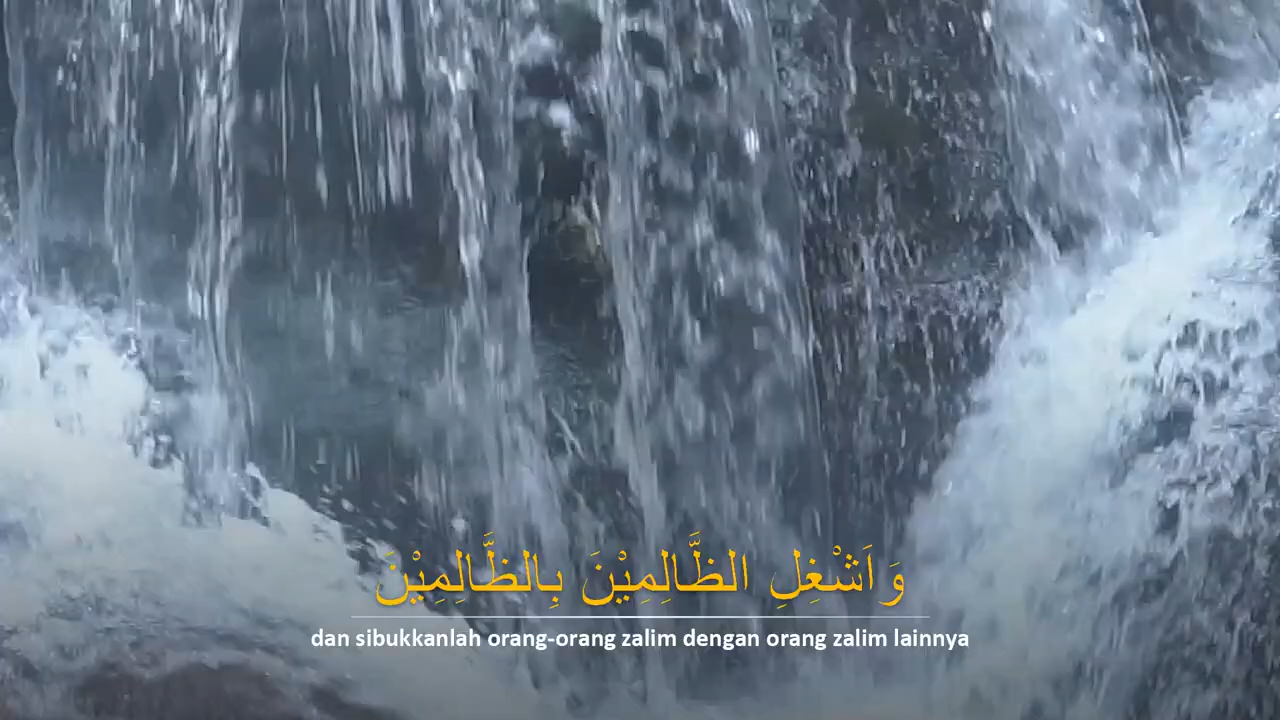 وَ اَشْغِلِ الظَّالِمِيْنَ بِالظَّالِمِيْنَ
dan sibukkanlah orang-orang zalim dengan orang zalim lainnya